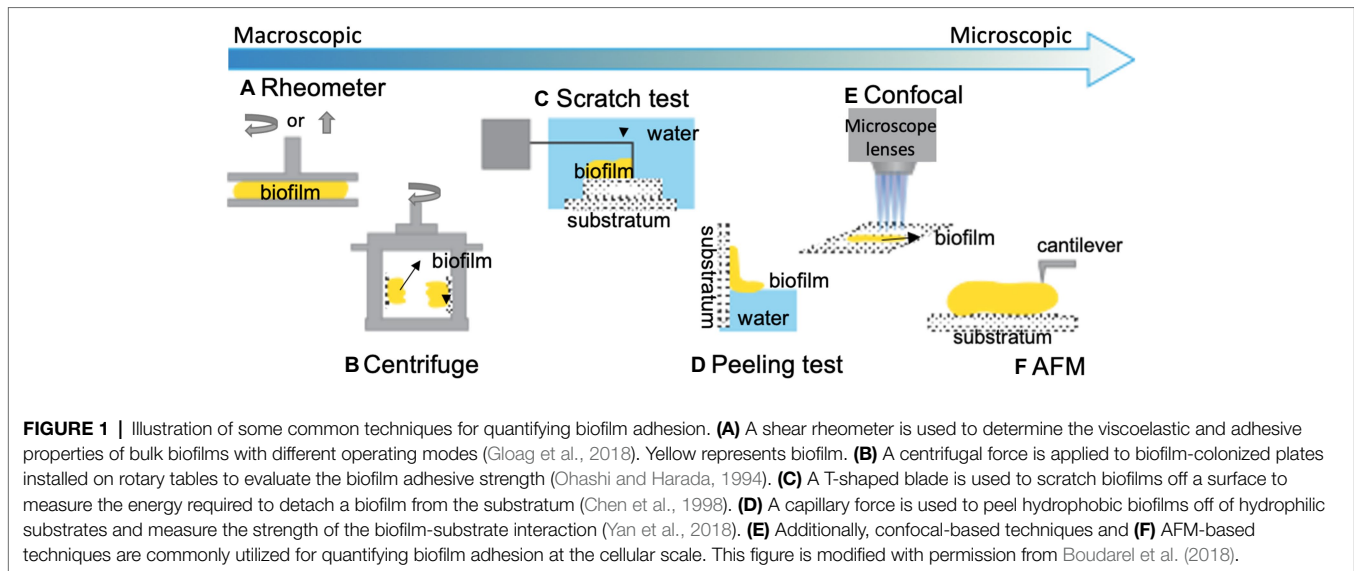 Macroscopic
Microscopic
A Rheometer
or
biofilm
B Centrifuge
biofilm
C Scratch test
water
biofilm
substratum
D Peeling test
substratum
biofilm
water
E Confocal
Microscope
lenses
biofilm
F AFM
cantilever
substratum
FIGURE 1 | Illustration of some common techniques for quantifying biofilm adhesion. (A) A shear rheometer is used to determine the viscoelastic and adhesive
properties of bulk biofilms with different operating modes (Gloag et al., 2018). Yellow represents biofilm. (B) A centrifugal force is applied to biofilm-colonized plates
installed on rotary tables to evaluate the biofilm adhesive strength (Ohashi and Harada, 1994). (C) A T-shaped blade is used to scratch biofilms off a surface to
measure the energy required to detach a biofilm from the substratum (Chen et al., 1998). (D) A capillary force is used to peel hydrophobic biofilms off of hydrophilic
substrates and measure the strength of the biofilm-substrate interaction (Yan et al., 2018). (E) Additionally, confocal-based techniques and (F) AFM-based
techniques are commonly utilized for quantifying biofilm adhesion at the cellular scale. This figure is modified with permission from Boudarel et al. (2018).